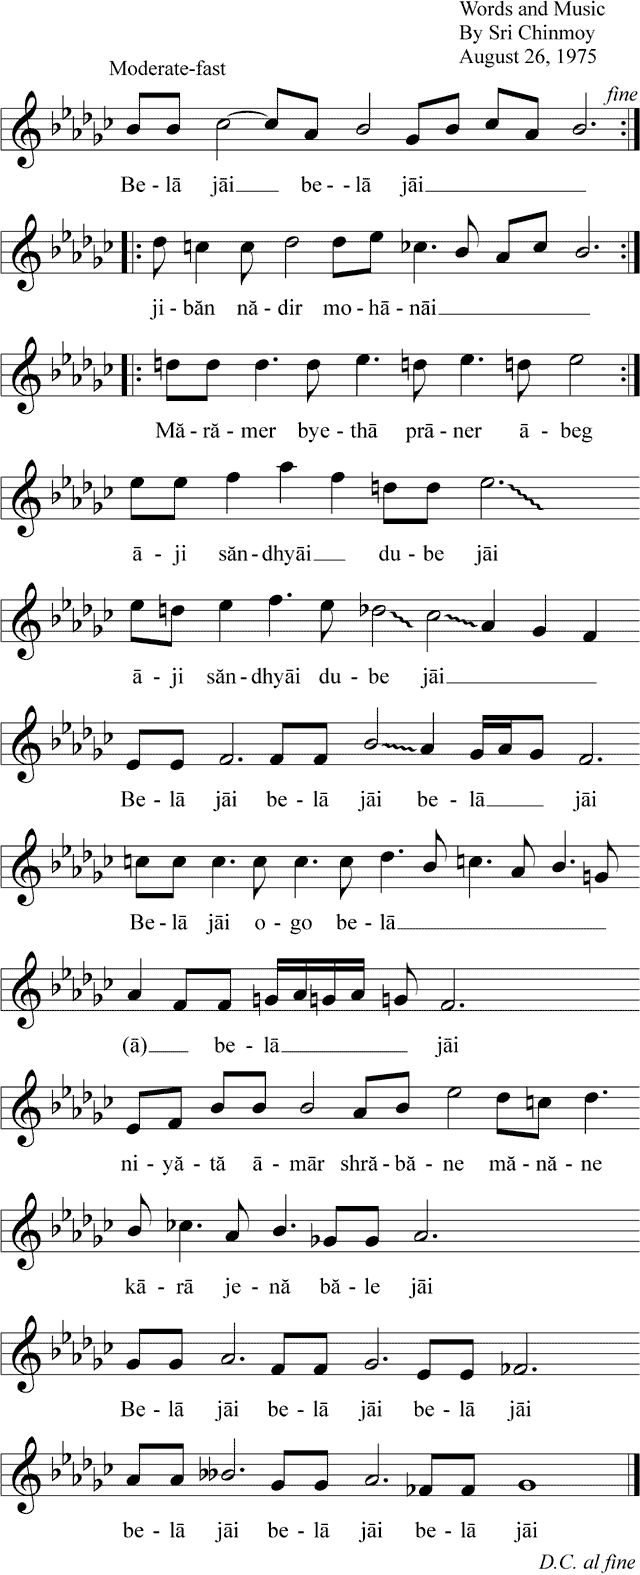 Words and Music
By Sri Chinmoy
August 26, 1975
Moderate-fast
fine
Be - lā jāi be - - lā jāi
ji - băn nă - dir mo - hā - nāi
Mă - ră - mer bye - thā prā - ner ā - beg
ā - ji săn - dhyāi du - be jāi
ā - ji săn - dhyāi du - be jāi
Be - lā jāi be - lā jāi be - lā jāi
Be - lā jāi o - go be - lā
(ā) be - lā jāi
ni - yă - tă ā - mār shră - bă - ne mă - nă - ne
kā - rā je - nă bă - le jāi
Be - lā jāi be - lā jāi be - lā jāi
be - lā jāi be - lā jāi be - lā jāi
D.C. al fine